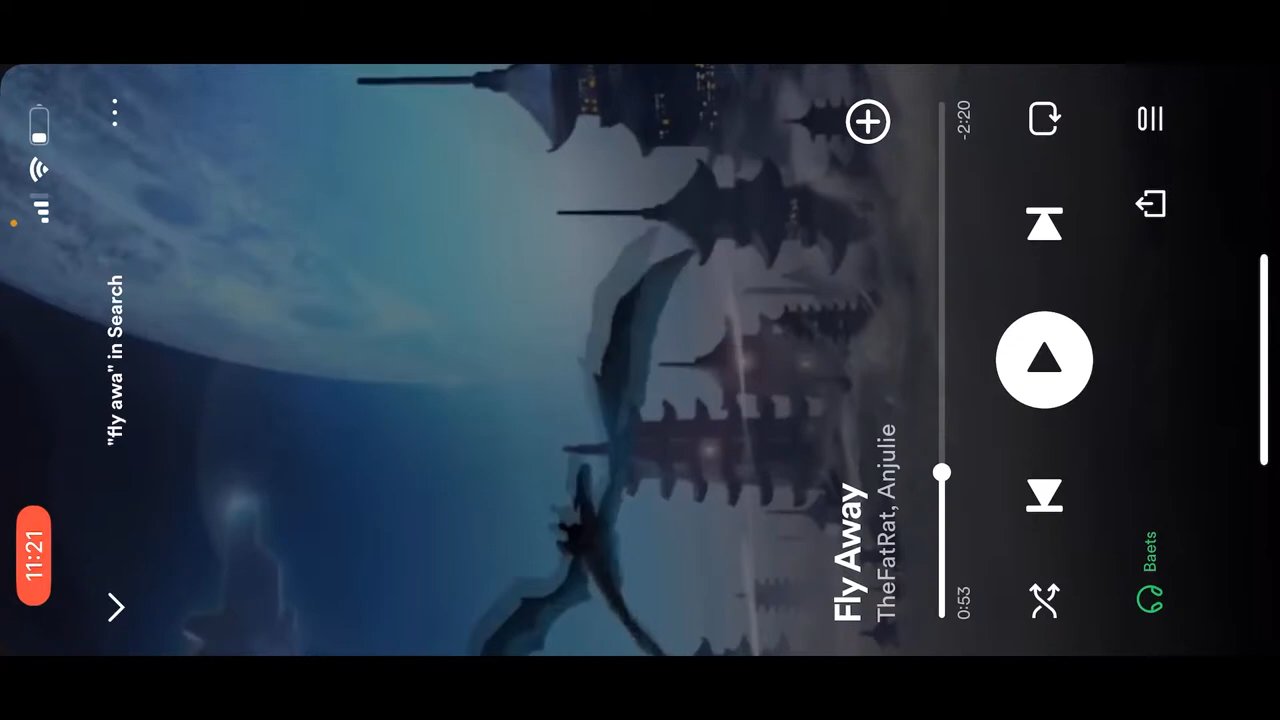 11:21
"fly awa" in Search
Fly Away
TheFatRat, Anjulie
0:53
-2:20
Baets